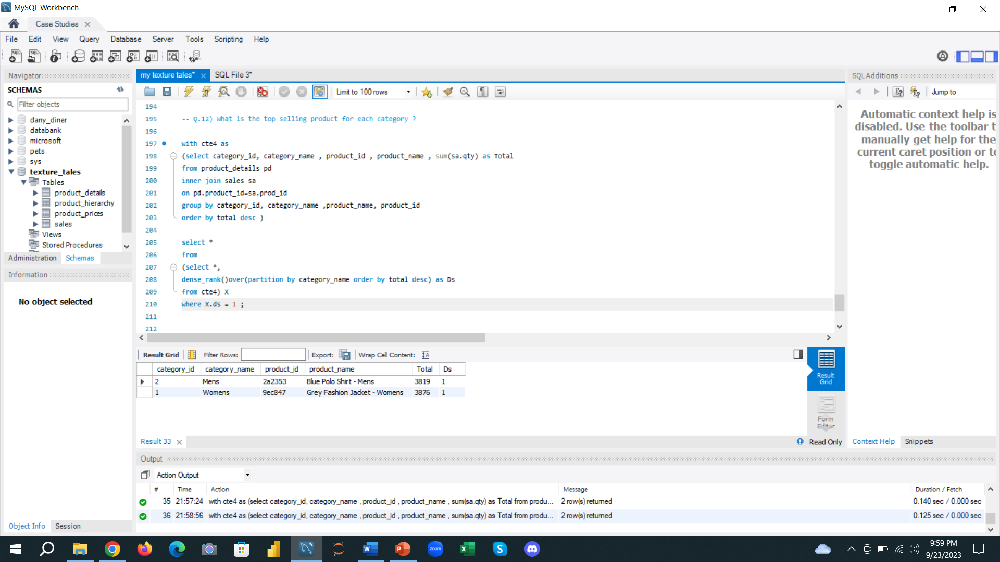 MySQL Workbench
Case Studies
File Edit View Query Database Server Tools Scripting Help
Navigator
SCHEMAS
Filter objects
dany_diner
databank
microsoft
pets
sys
texture_tales
Tables
product_details
product_hierarchy
product_prices
sales
Views
Stored Procedures
Administration Schemas
Information
No object selected
Object Info Session
my texture tales* SQL File 3*
Limit to 100 rows
194
195 -- Q.12) What is the top selling product for each category ?
196
197 with cte4 as
198 (select category_id, category_name , product_id , product_name , sum(sa.qty) as Total
199 from product_details pd
200 inner join sales sa
201 on pd.product_id=sa.prod_id
202 group by category_id, category_name ,product_name, product_id
203 order by total desc )
204
205 select *
206 from
207 (select *,
208 dense_rank()over(partition by category_name order by total desc) as Ds
209 from cte4) X
210 where X.ds = 1 ;
211
212
Result Grid Filter Rows: Export: Wrap Cell Content:
category_id category_name product_id product_name Total Ds
2 Mens 2a2353 Blue Polo Shirt - Mens 3819 1
1 Womens 9ec847 Grey Fashion Jacket - Womens 3876 1
Result Grid
Form Editor
Result 33
Read Only
Output
Action Output
# Time Action Message Duration / Fetch
35 21:57:24 with cte4 as (select category_id, category_name , product_id , product_name , sum(sa.qty) as Total from produ... 2 row(s) returned 0.140 sec / 0.000 sec
36 21:58:56 with cte4 as (select category_id, category_name , product_id , product_name , sum(sa.qty) as Total from produ... 2 row(s) returned 0.125 sec / 0.000 sec
SQLAdditions
Jump to
Automatic context help is
disabled. Use the toolbar t
manually get help for the
current caret position or to
toggle automatic help.
Context Help Snippets
zoom
9:59 PM
9/23/2023